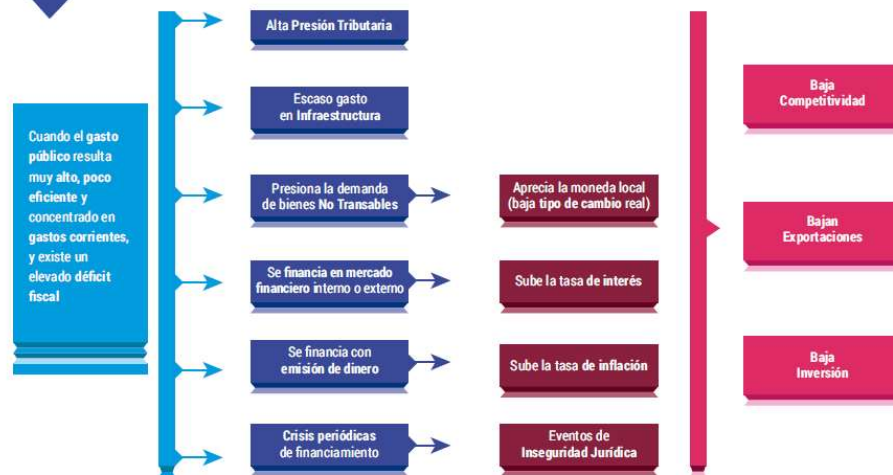 Cuando el gasto
público resulta
muy alto, poco
eficiente y
concentrado en
gastos corrientes,
y existe un
elevado déficit
fiscal
Alta Presión Tributaria
Escaso gasto
en Infraestructura
Presiona la demanda
de bienes No Transables
Se financia en mercado
financiero interno o externo
Se financia con
emisión de dinero
Crisis periódicas
de financiamiento
Aprecia la moneda local
(baja tipo de cambio real)
Sube la tasa de interés
Sube la tasa de inflación
Eventos de
Inseguridad Jurídica
Baja
Competitividad
Bajan
Exportaciones
Baja
Inversión